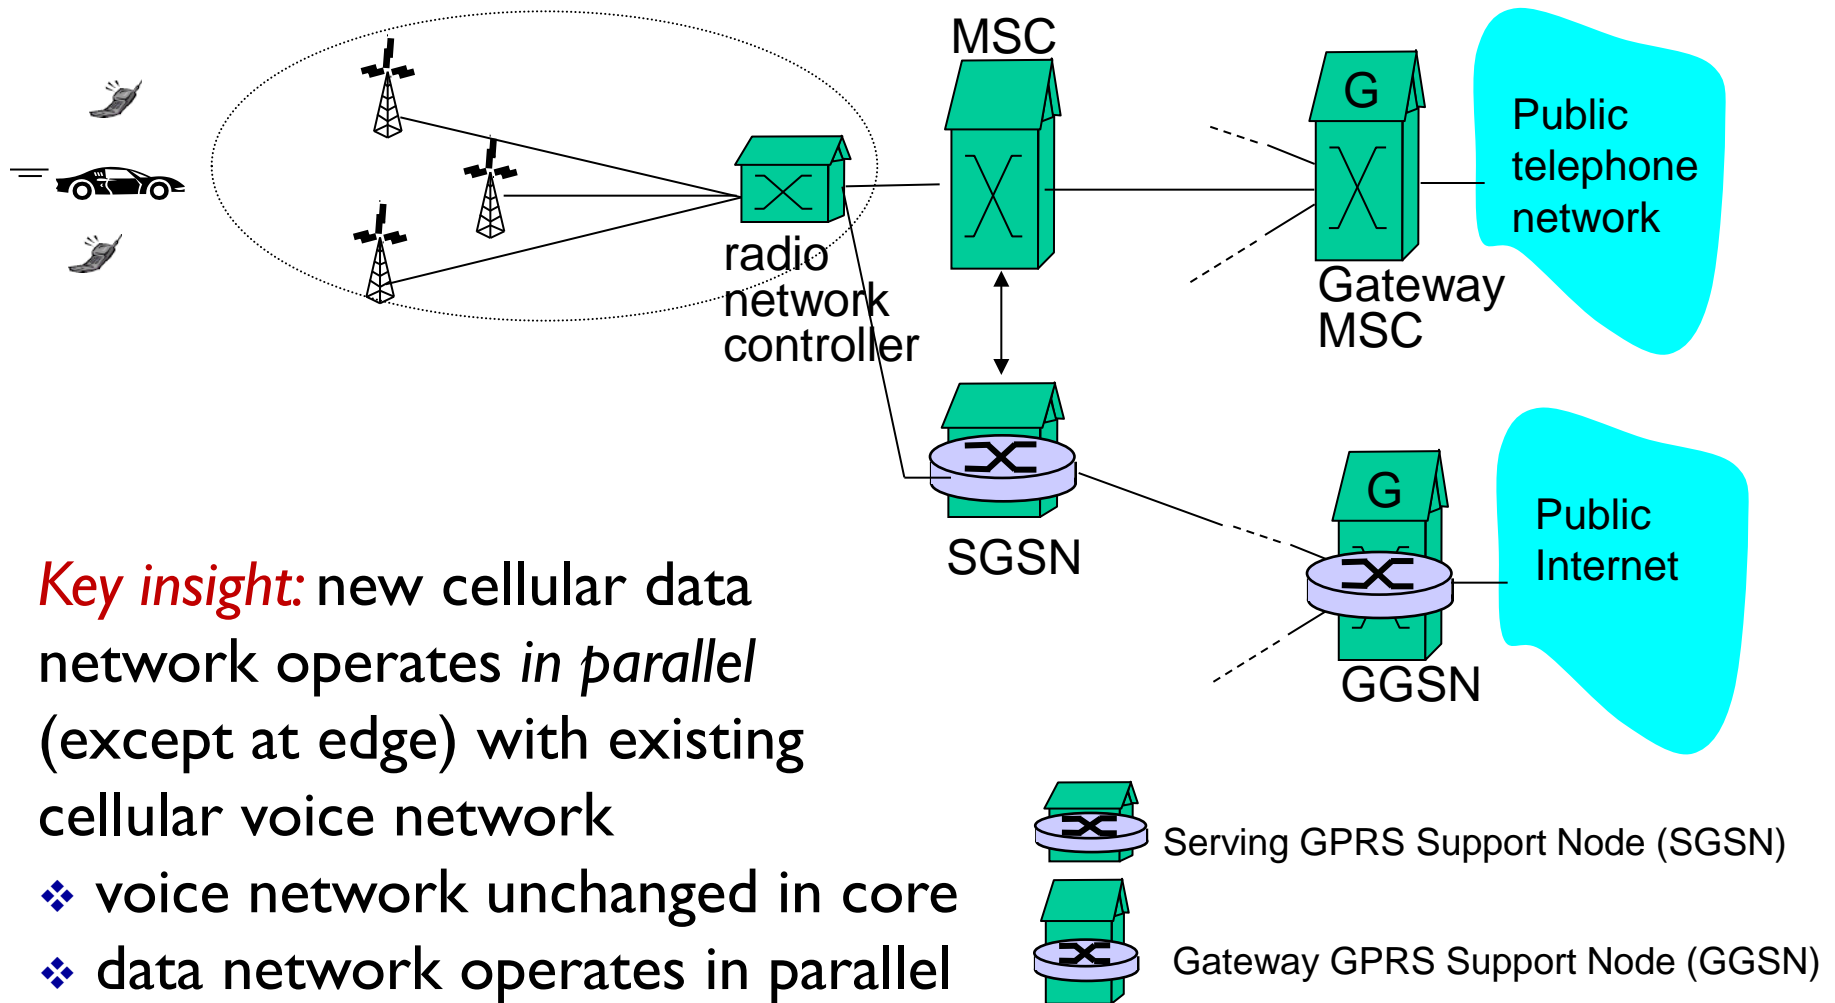 MSC
G
Public
telephone
network
radio
network
controller
Gateway
MSC
G
Public
Internet
SGSN
GGSN
Key insight: new cellular data
network operates in parallel
(except at edge) with existing
cellular voice network
❖ voice network unchanged in core
❖ data network operates in parallel
Serving GPRS Support Node (SGSN)
Gateway GPRS Support Node (GGSN)